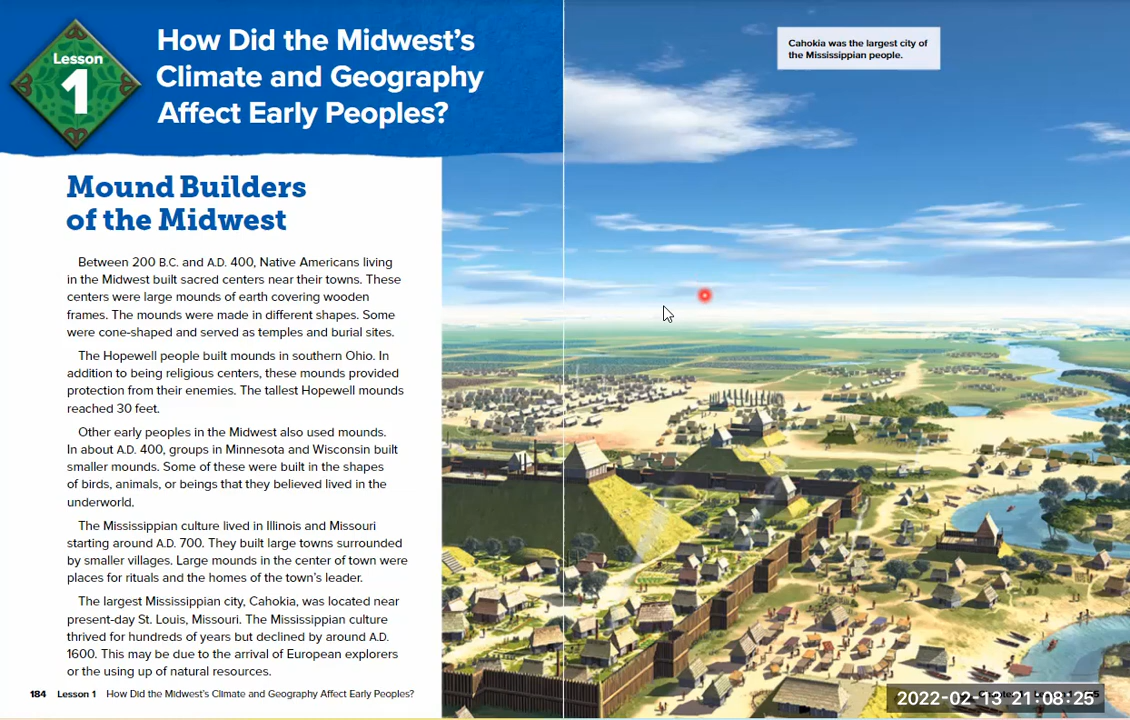 Lesson
1
How Did the Midwest's
Climate and Geography
Affect Early Peoples?
Cahokia was the largest city of
the Mississippian people.
Mound Builders
of the Midwest
Between 200 B.C. and A.D. 400, Native Americans living
in the Midwest built sacred centers near their towns. These
centers were large mounds of earth covering wooden
frames. The mounds were made in different shapes. Some
were cone-shaped and served as temples and burial sites.
The Hopewell people built mounds in southern Ohio. In
addition to being religious centers, these mounds provided
protection from their enemies. The tallest Hopewell mounds
reached 30 feet.
Other early peoples in the Midwest also used mounds.
In about A.D. 400, groups in Minnesota and Wisconsin built
smaller mounds. Some of these were built in the shapes
of birds, animals, or beings that they believed lived in the
underworld.
The Mississippian culture lived in Illinois and Missouri
starting around A.D. 700. They built large towns surrounded
by smaller villages. Large mounds in the center of town were
places for rituals and the homes of the town's leader.
The largest Mississippian city, Cahokia, was located near
present-day St. Louis, Missouri. The Mississippian culture
thrived for hundreds of years but declined by around A.D.
1600. This may be due to the arrival of European explorers
or the using up of natural resources.
184 Lesson 1 How Did the Midwest's Climate and Geography Affect Early Peoples?
2022-02-13 21:08:25